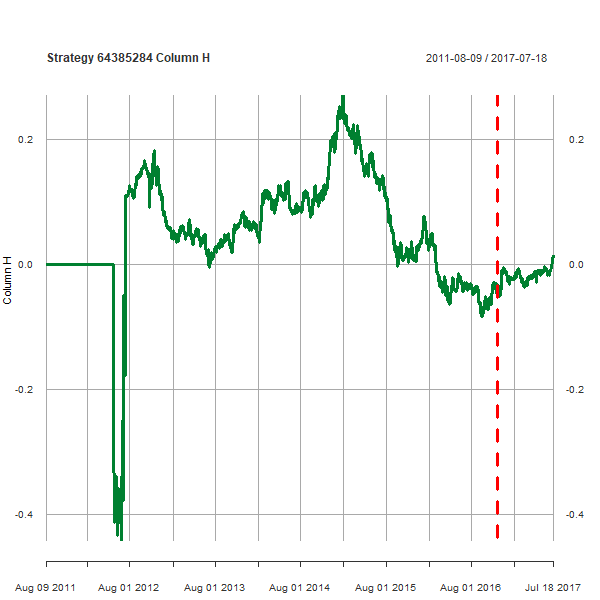 Strategy 64385284 Column H
2011-08-09 / 2017-07-18
0.2 0.2
0.0 0.0
Column H
-0.2 -0.2
-0.4 -0.4
Aug 09 2011 Aug 01 2012 Aug 01 2013 Aug 01 2014 Aug 01 2015 Aug 01 2016 Jul 18 2017